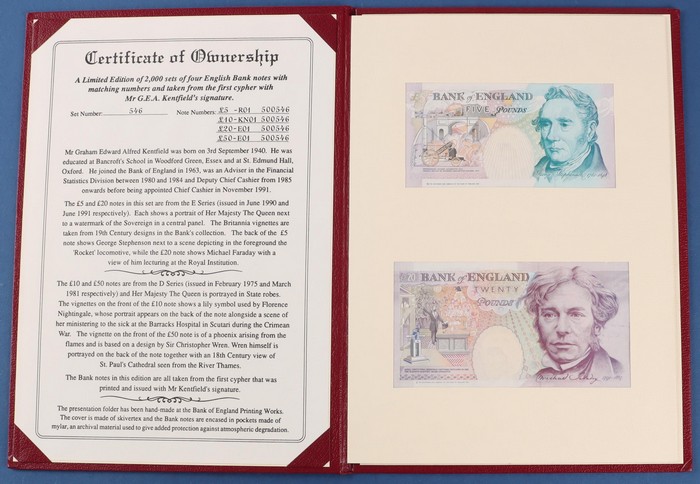 Certificate of Ownership
A Limited Edition of 2,000 sets of four English Bank notes with
matching numbers and taken from the first cypher with
Mr G.E.A. Kentfield's signature.
Set Number: 546 Note Numbers: £5 -R01 500546
£10-KN01 500546
£20-E01 500546
£50-E01 500546
Mr Graham Edward Alfred Kentfield was born on 3rd September 1940. He was
educated at Bancroft's School in Woodford Green, Essex and at St. Edmund Hall,
Oxford. He joined the Bank of England in 1963, was an Adviser in the Financial
Statistics Division between 1980 and 1984 and Deputy Chief Cashier from 1985
onwards before being appointed Chief Cashier in November 1991.
The £5 and £20 notes in this set are from the E Series (issued in June 1990 and
June 1991 respectively). Each shows a portrait of Her Majesty The Queen next
to a watermark of the Sovereign in a central panel. The Britannia vignettes are
taken from 19th Century designs in the Bank's collection. The back of the £5
note shows George Stephenson next to a scene depicting in the foreground the
'Rocket' locomotive, while the £20 note shows Michael Faraday with a
view of him lecturing at the Royal Institution.
The £10 and £50 notes are from the D Series (issued in February 1975 and March
1981 respectively) and Her Majesty The Queen is portrayed in State robes.
The vignettes on the front of the £10 note shows a lily symbol used by Florence
Nightingale, whose portrait appears on the back of the note alongside a scene of
her ministering to the sick at the Barracks Hospital in Scutari during the Crimean
War. The vignette on the front of the £50 note is of a phoenix arising from the
flames and is based on a design by Sir Christopher Wren. Wren himself is
portrayed on the back of the note together with an 18th Century view of
St. Paul's Cathedral seen from the River Thames.
The Bank notes in this edition are all taken from the first cypher that was
printed and issued with Mr Kentfield's signature.
The presentation folder has been hand-made at the Bank of England Printing Works.
The cover is made of skivertex and the Bank notes are encased in pockets made of
mylar, an archival material used to give added protection against atmospheric degradation.
BANK of ENGLAND
FIVE POUNDS
£20 BANK of ENGLAND
TWENTY
POUNDS